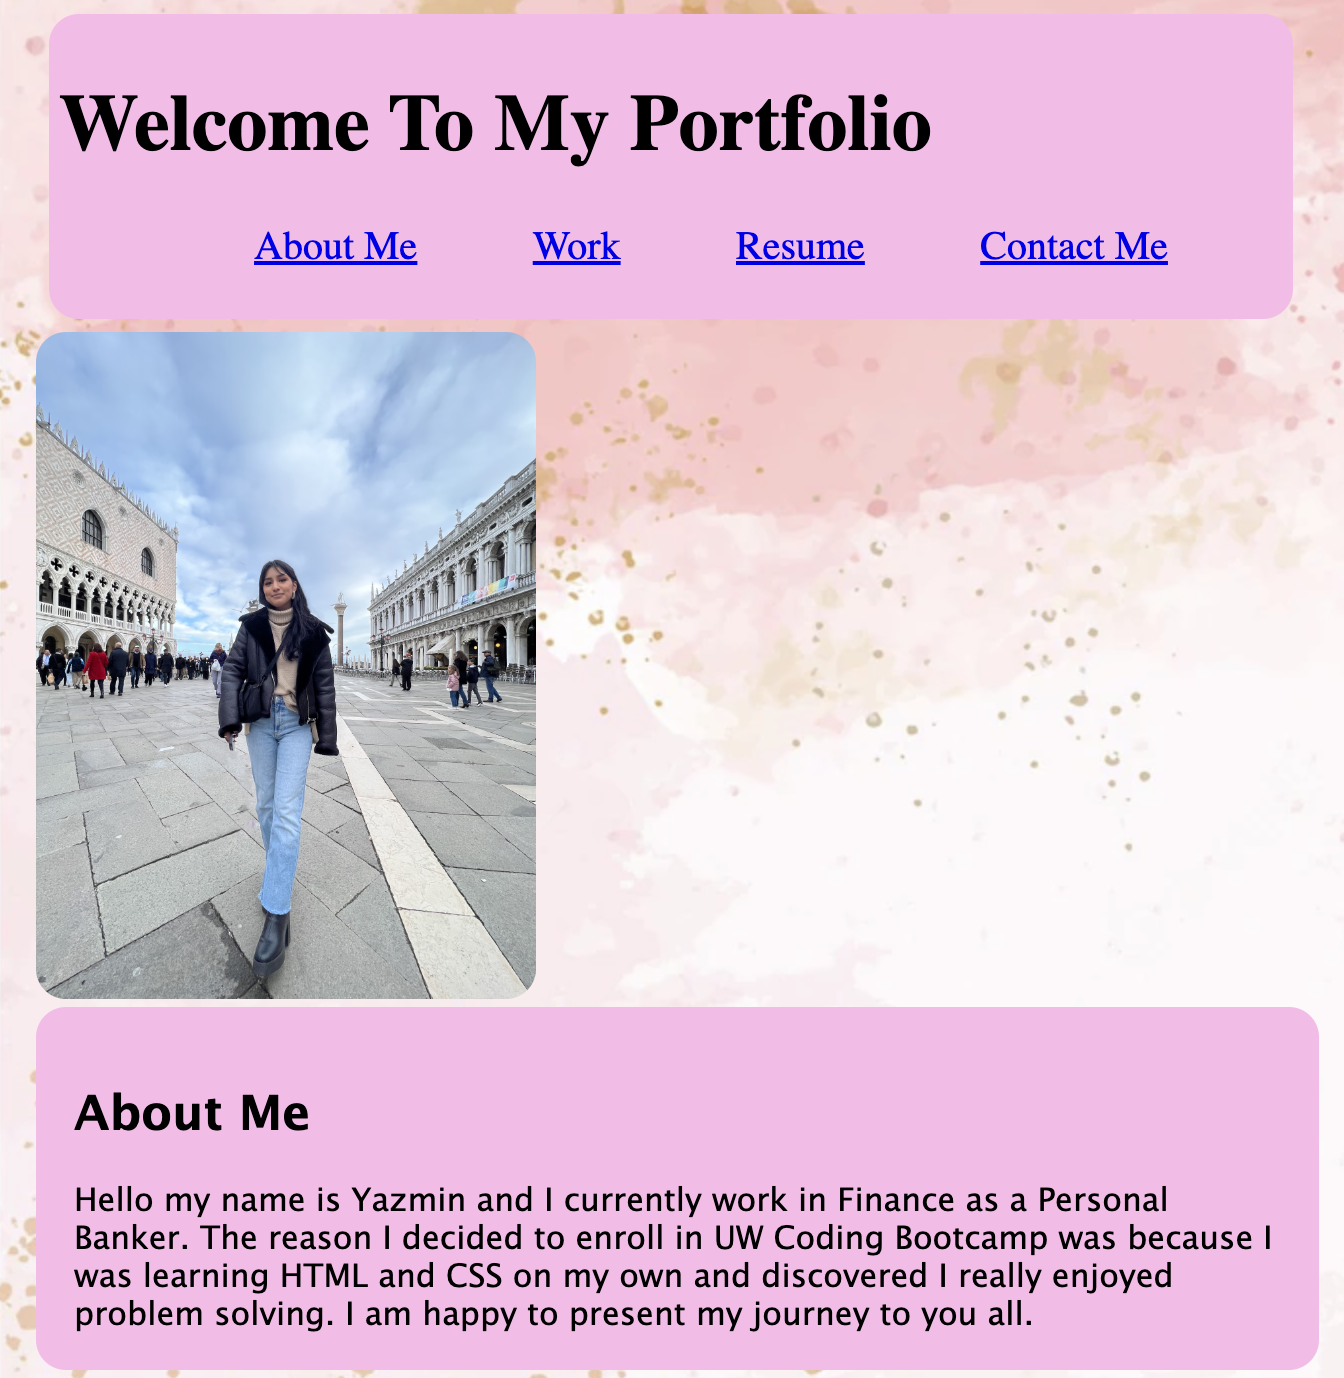 Welcome To My Portfolio
About Me Work Resume Contact Me
About Me
Hello my name is Yazmin and I currently work in Finance as a Personal
Banker. The reason I decided to enroll in UW Coding Bootcamp was because I
was learning HTML and CSS on my own and discovered I really enjoyed
problem solving. I am happy to present my journey to you all.